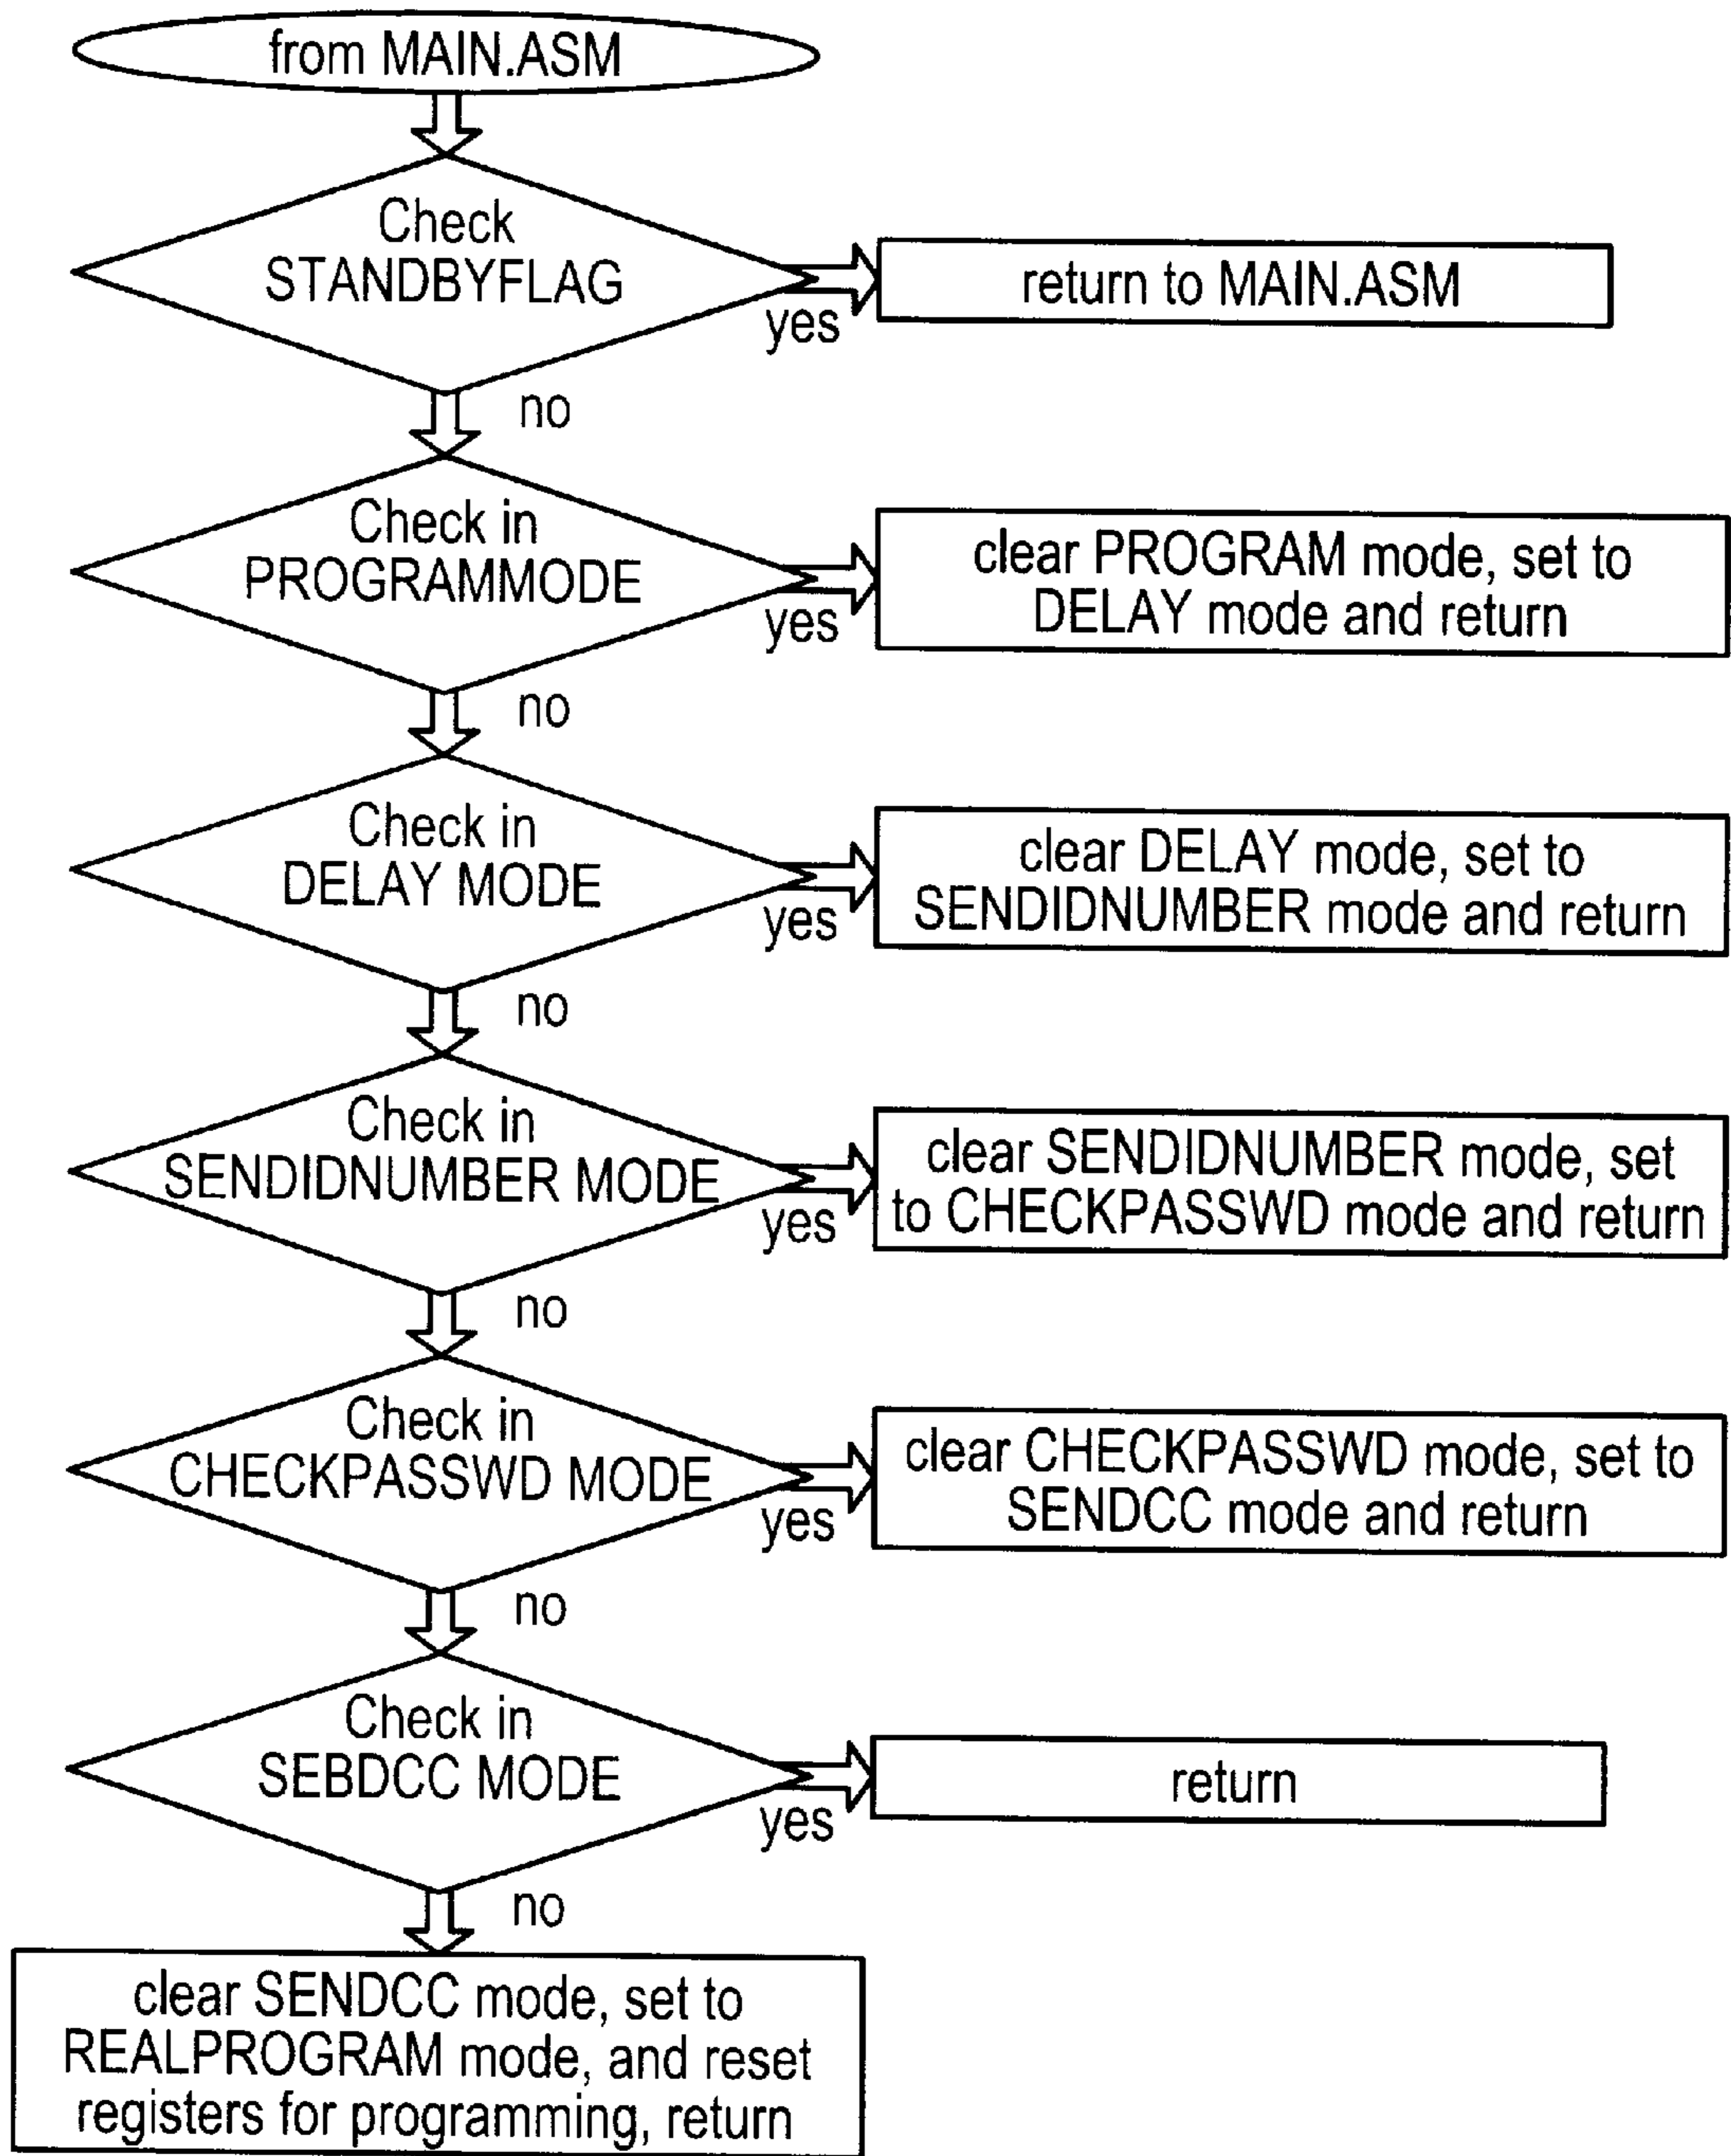 from MAIN.ASM
Check
STANDBYFLAG
yes
return to MAIN.ASM
no
Check in
PROGRAMMODE
yes
clear PROGRAM mode, set to
DELAY mode and return
no
Check in
DELAY MODE
yes
clear DELAY mode, set to
SENDIDNUMBER mode and return
no
Check in
SENDIDNUMBER MODE
yes
clear SENDIDNUMBER mode, set
to CHECKPASSWD mode and return
no
Check in
CHECKPASSWD MODE
yes
clear CHECKPASSWD mode, set to
SENDCC mode and return
no
Check in
SEBDCC MODE
yes
return
no
clear SENDCC mode, set to
REALPROGRAM mode, and reset
registers for programming, return